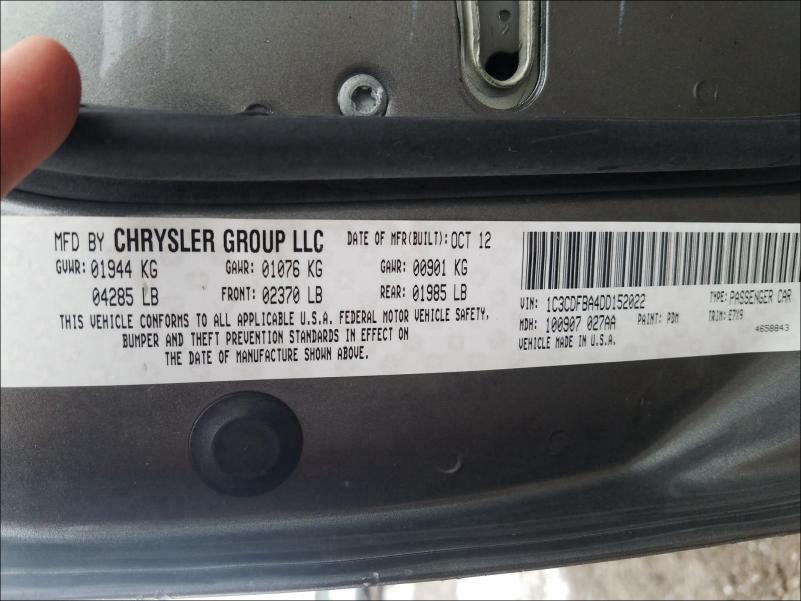 MFD BY CHRYSLER GROUP LLC DATE OF MFR(BUILT): OCT 12
GVWR: 01944 KG GAWR: 01076 KG GAWR: 00901 KG
04285 LB FRONT: 02370 LB REAR: 01985 LB
THIS VEHICLE CONFORMS TO ALL APPLICABLE U.S.A. FEDERAL MOTOR VEHICLE SAFETY,
BUMPER AND THEFT PREVENTION STANDARDS IN EFFECT ON
THE DATE OF MANUFACTURE SHOWN ABOVE.
VIN: 1C3CDFBA4DD152022 TYPE: PASSENGER CAR
MDH: 100907 027AA PAINT: PDM TRIM: E7X9
VEHICLE MADE IN U.S.A. 4658843